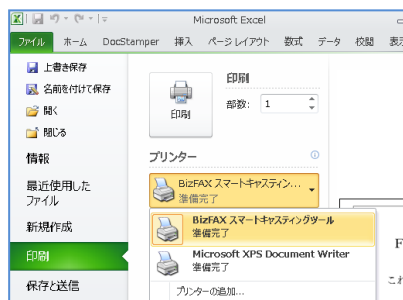 Microsoft Excel
ファイル ホーム DocStamper 挿入 ページ レイアウト 数式 データ 校閲
上書き保存
名前を付けて保存
開く
閉じる
情報
最近使用した
ファイル
新規作成
印刷
保存と送信
印刷
印刷
部数: 1
プリンター
BizFAX スマートキャスティン...
準備完了
BizFAX スマートキャスティングツール
準備完了
Microsoft XPS Document Writer
準備完了
プリンターの追加...
F
これ